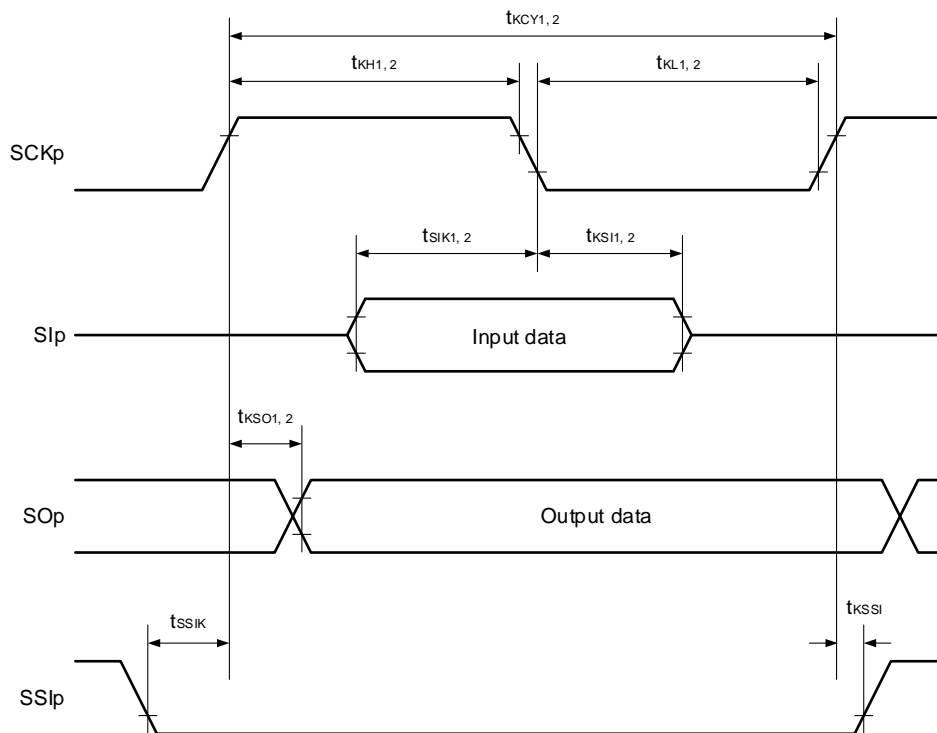 tKCY1, 2
tKH1, 2
tKL1, 2
SCKp
tSIK1, 2
tKSI1, 2
SIp
Input data
tKSO1, 2
SOp
Output data
tSSIK
tKSSI
SSIp